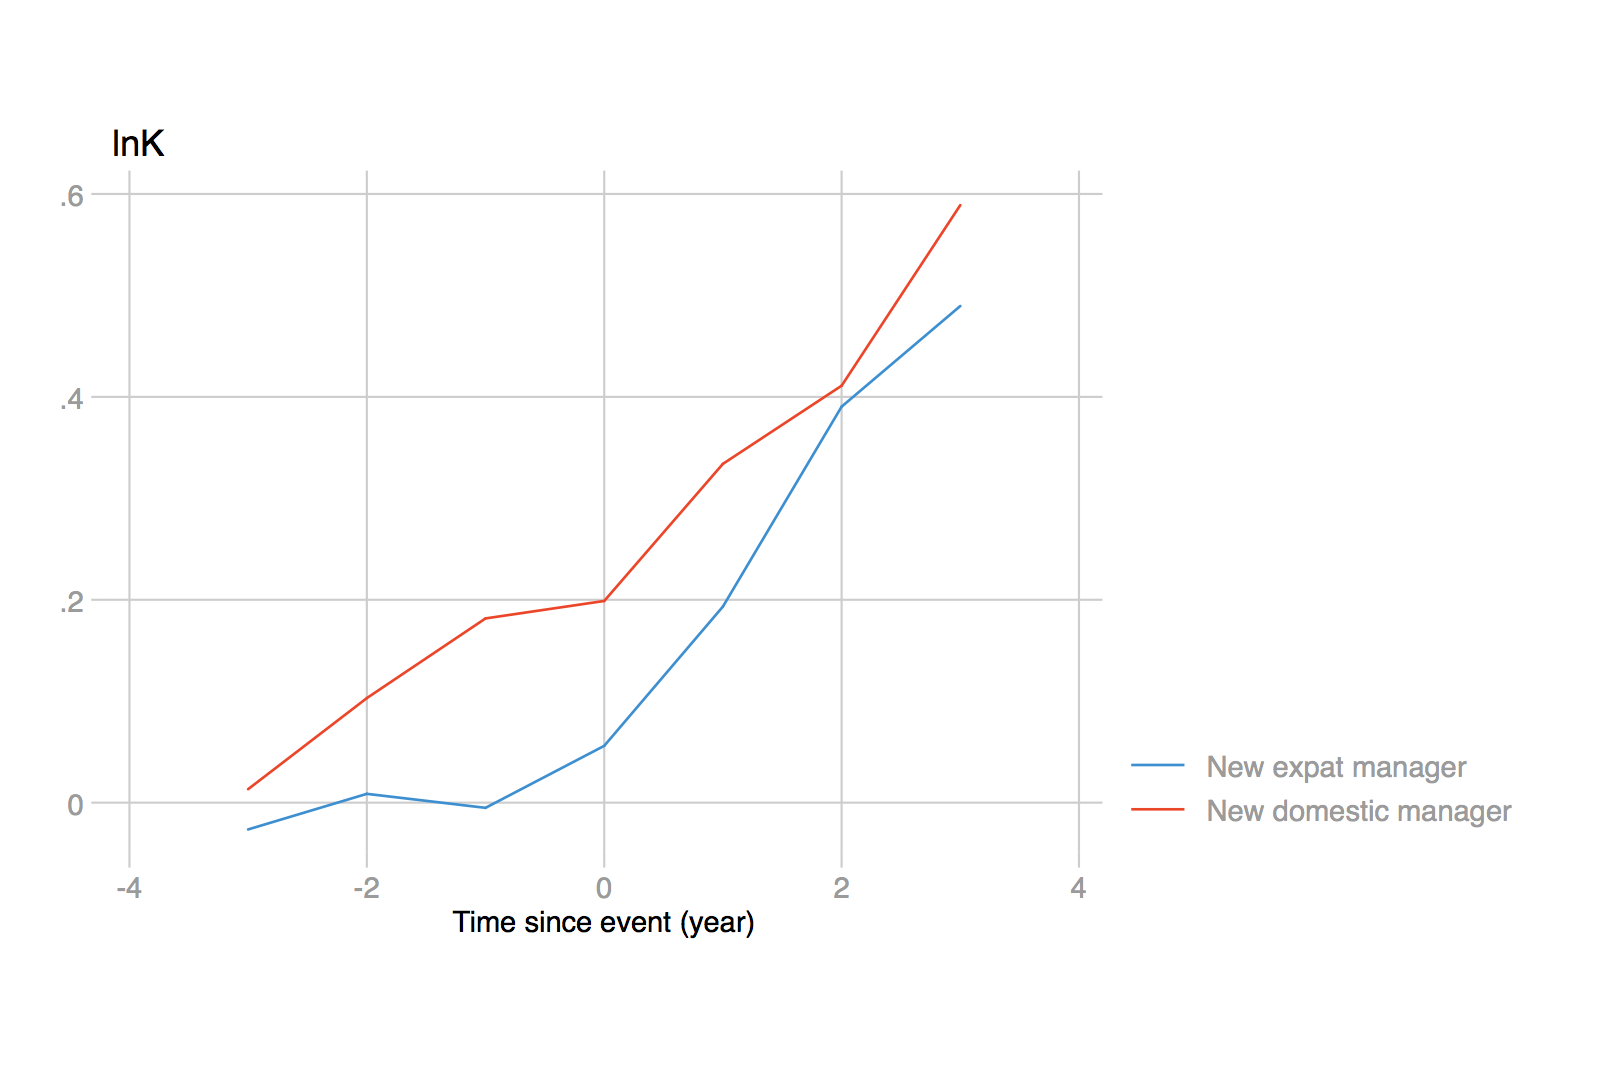 lnK
.6
.4
.2
0
-4 -2 0 2 4
Time since event (year)
New expat manager
New domestic manager